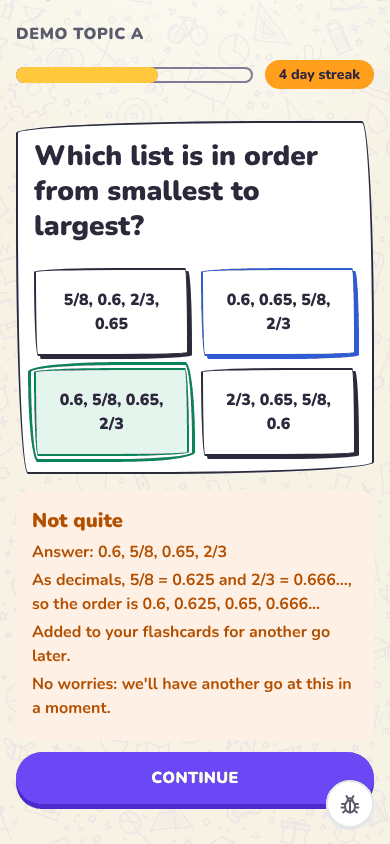 DEMO TOPIC A
4 day streak
Which list is in order
from smallest to
largest?
5/8, 0.6, 2/3,
0.65
0.6, 0.65, 5/8,
2/3
0.6, 5/8, 0.65,
2/3
2/3, 0.65, 5/8,
0.6
Not quite
Answer: 0.6, 5/8, 0.65, 2/3
As decimals, 5/8 = 0.625 and 2/3 = 0.666...,
so the order is 0.6, 0.625, 0.65, 0.666...
Added to your flashcards for another go
later.
No worries: we'll have another go at this in
a moment.
CONTINUE